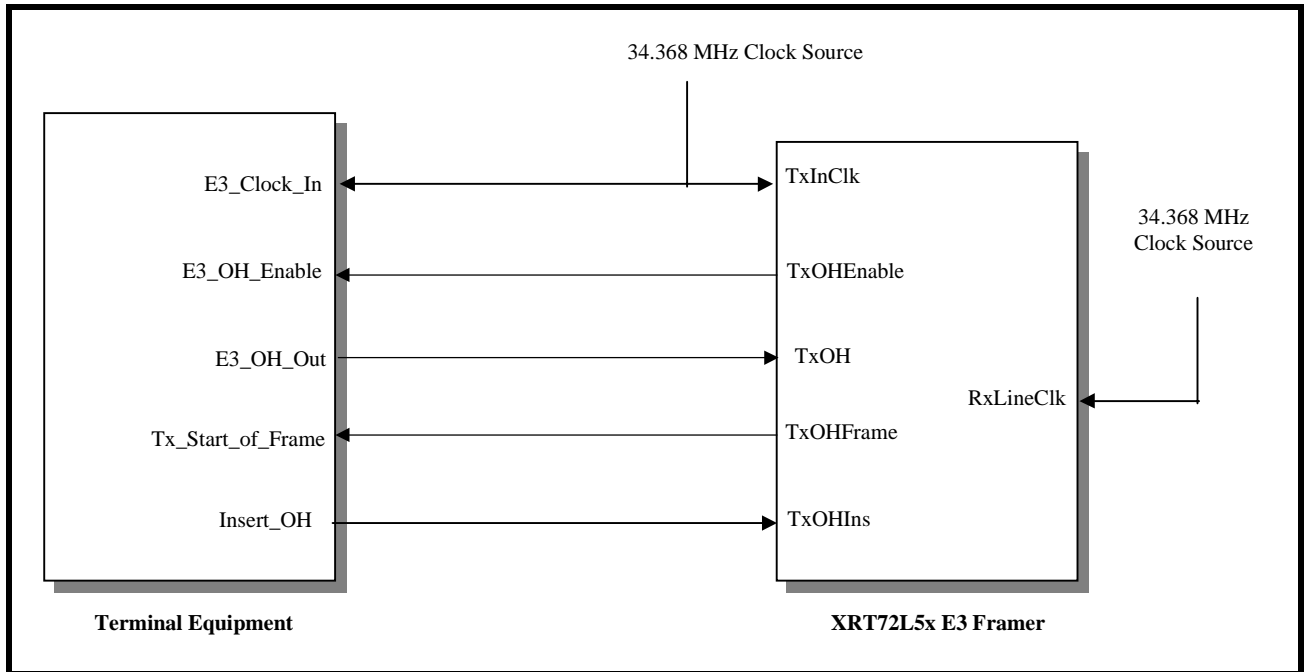 34.368 MHz Clock Source
E3_Clock_In
TxInClk
34.368 MHz
Clock Source
E3_OH_Enable
TxOHEnable
E3_OH_Out
TxOH
RxLineClk
Tx_Start_of_Frame
TxOHFrame
Insert_OH
TxOHIns
Terminal Equipment
XRT72L5x E3 Framer